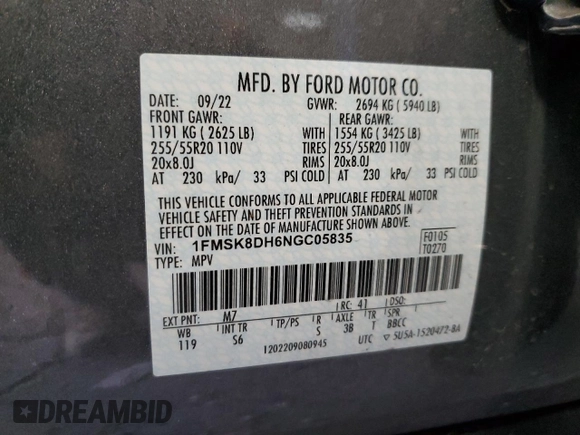 MFD. BY FORD MOTOR CO.
DATE: 09/22 GVWR: 2694 KG ( 5940 LB)
FRONT GAWR: REAR GAWR:
1191 KG ( 2625 LB) WITH 1554 KG ( 3425 LB) WITH
255/55R20 110V TIRES 255/55R20 110V TIRES
20x8.0J RIMS 20x8.0J RIMS
AT 230 kPa/ 33 PSI COLD AT 230 kPa/ 33 PSI COLD
THIS VEHICLE CONFORMS TO ALL APPLICABLE FEDERAL MOTOR
VEHICLE SAFETY AND THEFT PREVENTION STANDARDS IN
EFFECT ON THE DATE OF MANUFACTURE SHOWN ABOVE.
VIN: 1FMSK8DH6NGC05835 F0105
TYPE: MPV T0270
EXT PNT: M7 RC: 41 DSO:
WB INT TR TP/PS R AXLE TR SPR
119 S6 S 3B T BBCC
1202209080945 UTC ▽ 5U5A-1520472-BA
DREAMBID